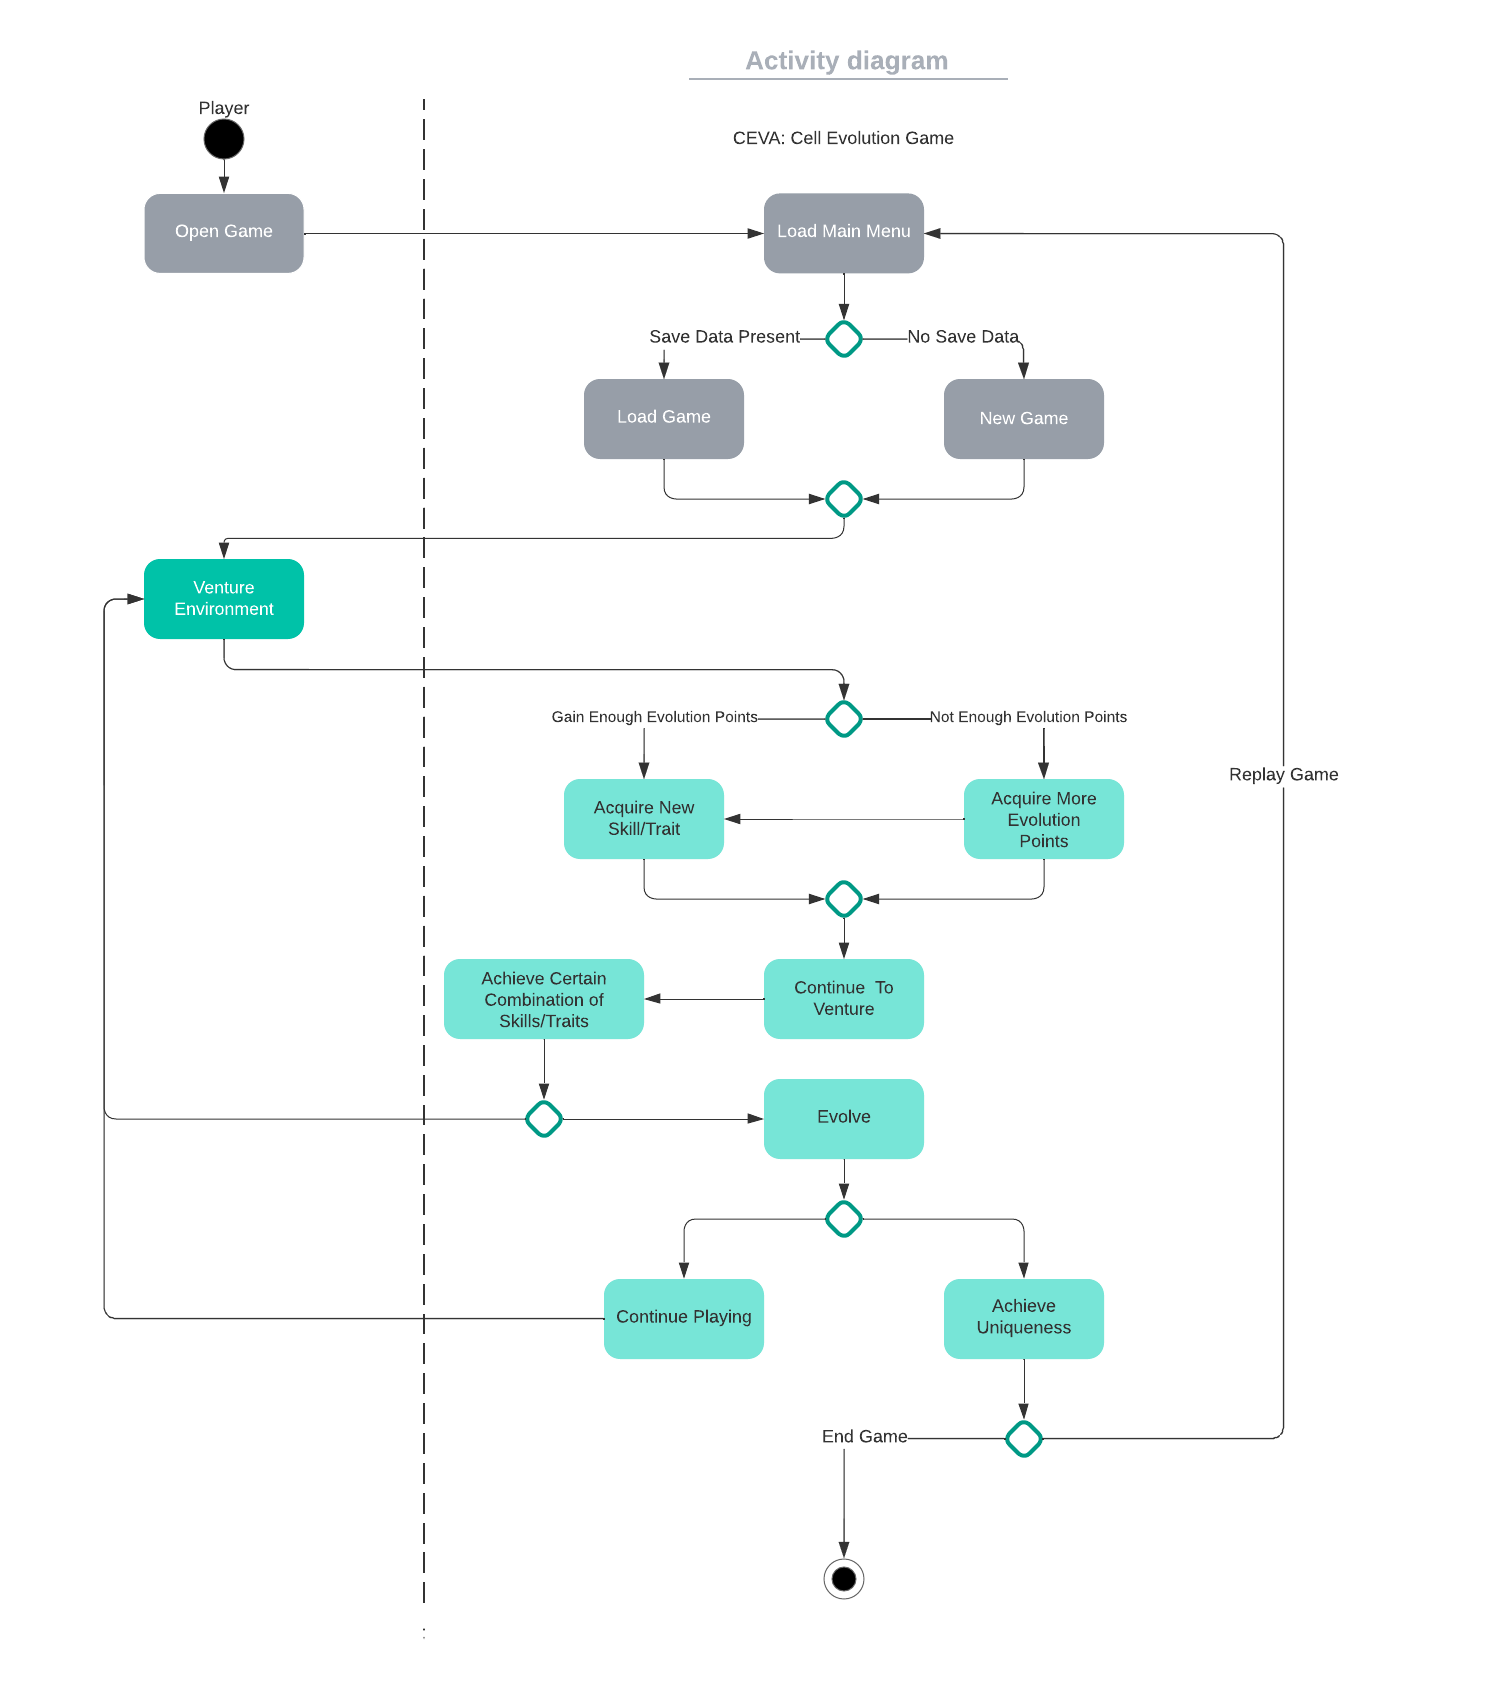 Activity diagram
Player
CEVA: Cell Evolution Game
Open Game
Load Main Menu
Save Data Present
No Save Data
Load Game
New Game
Venture
Environment
Gain Enough Evolution Points
Not Enough Evolution Points
Replay Game
Acquire New
Skill/Trait
Acquire More
Evolution
Points
Achieve Certain
Combination of
Skills/Traits
Continue  To
Venture
Evolve
Continue Playing
Achieve
Uniqueness
End Game